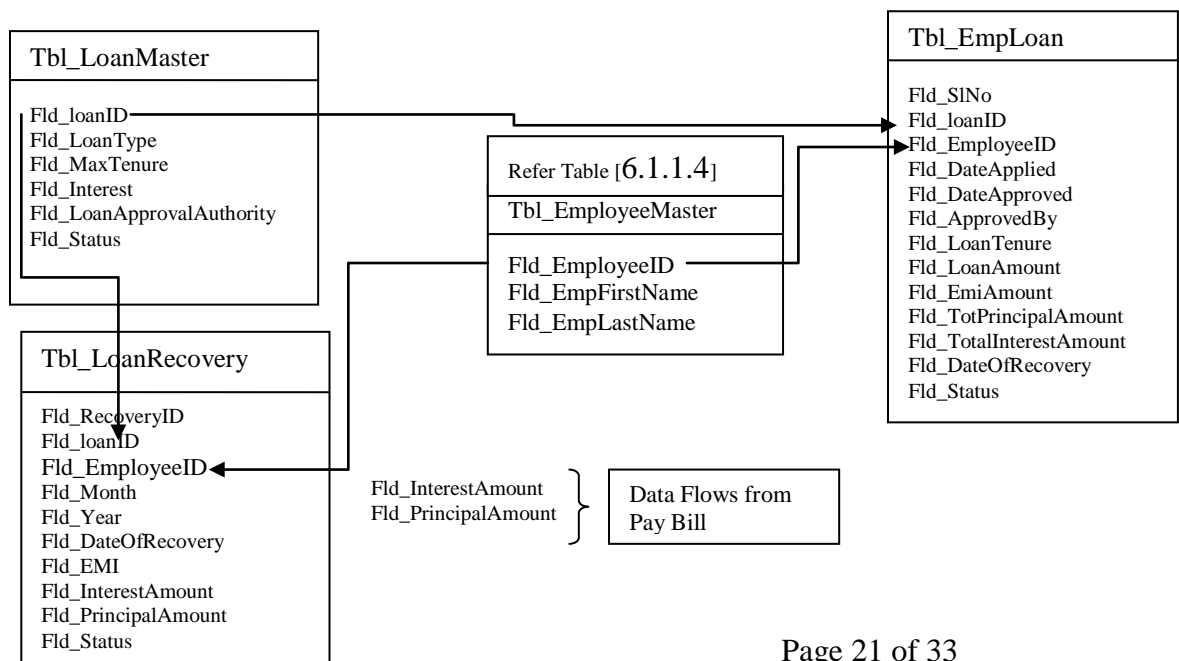 Tbl_LoanMaster
Fld_loanID
Fld_LoanType
Fld_MaxTenure
Fld_Interest
Fld_LoanApprovalAuthority
Fld_Status
Tbl_EmpLoan
Fld_SlNo
Fld_loanID
Fld_EmployeeID
Fld_DateApplied
Fld_DateApproved
Fld_ApprovedBy
Fld_LoanTenure
Fld_LoanAmount
Fld_EmiAmount
Fld_TotPrincipalAmount
Fld_TotalInterestAmount
Fld_DateOfRecovery
Fld_Status
Refer Table [6.1.1.4]
Tbl_EmployeeMaster
Fld_EmployeeID
Fld_EmpFirstName
Fld_EmpLastName
Tbl_LoanRecovery
Fld_RecoveryID
Fld_loanID
Fld_EmployeeID
Fld_Month
Fld_Year
Fld_DateOfRecovery
Fld_EMI
Fld_InterestAmount
Fld_PrincipalAmount
Fld_Status
Fld_InterestAmount
Fld_PrincipalAmount
Data Flows from
Pay Bill
Page 21 of 33